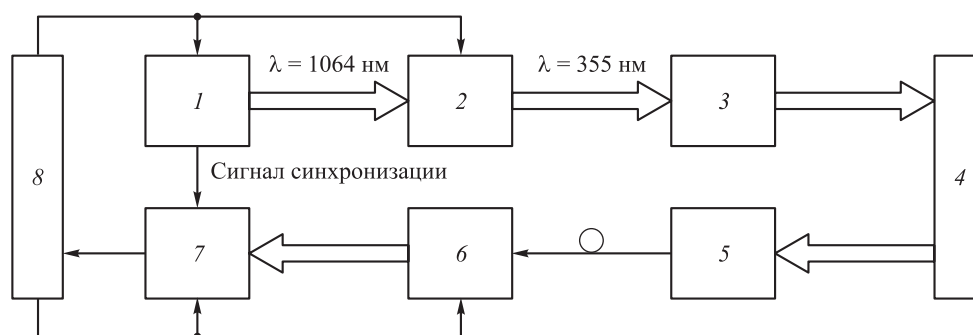 λ = 1064 нм
λ = 355 нм
1
2
3
Сигнал синхронизации
8
4
7
6
5